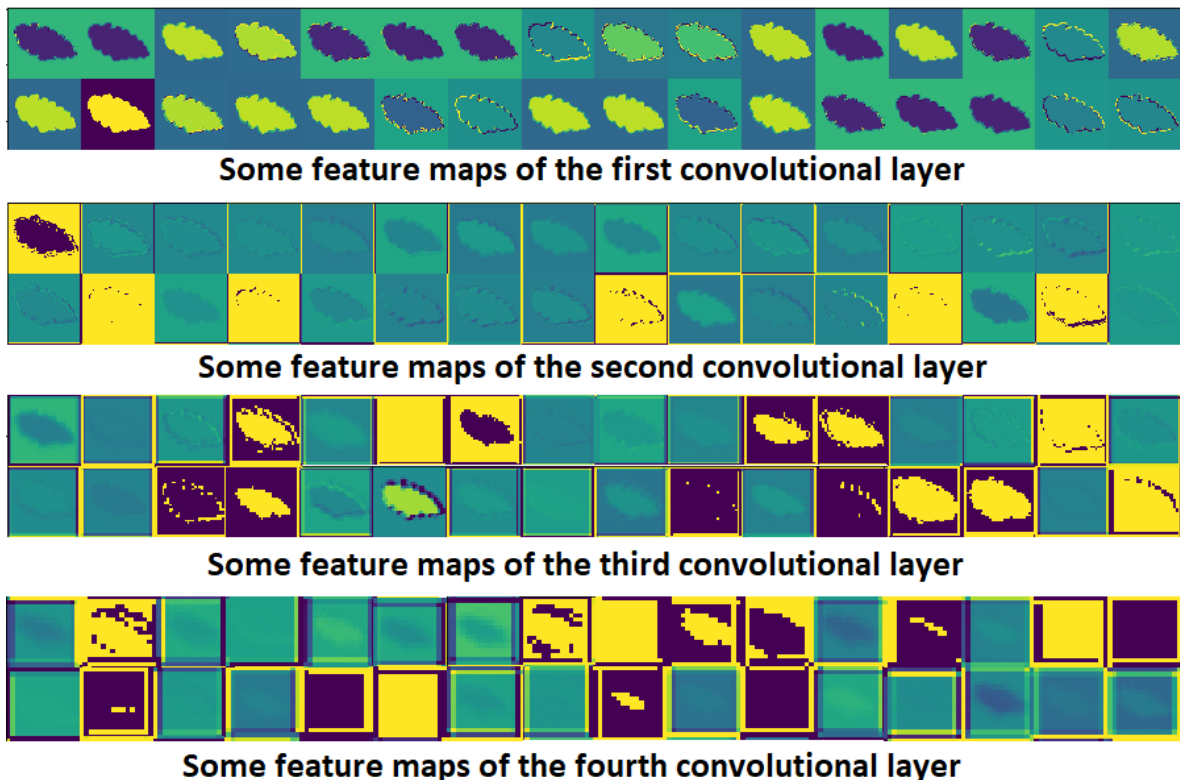 Some feature maps of the first convolutional layer
Some feature maps of the second convolutional layer
Some feature maps of the third convolutional layer
Some feature maps of the fourth convolutional layer